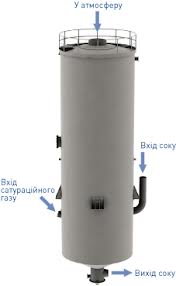 У атмосферу
Вхід соку
Вхід
сатураційного
газу
Вихід соку